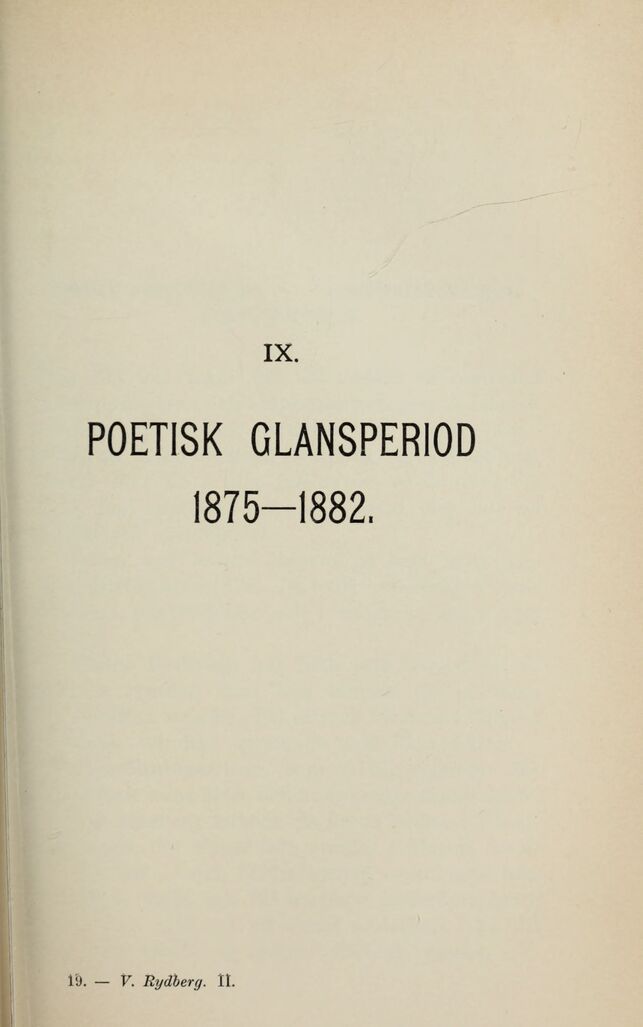 IX.
POETISK GLANSPERIOD
1875—1882.
19. — V. Rydberg. II.